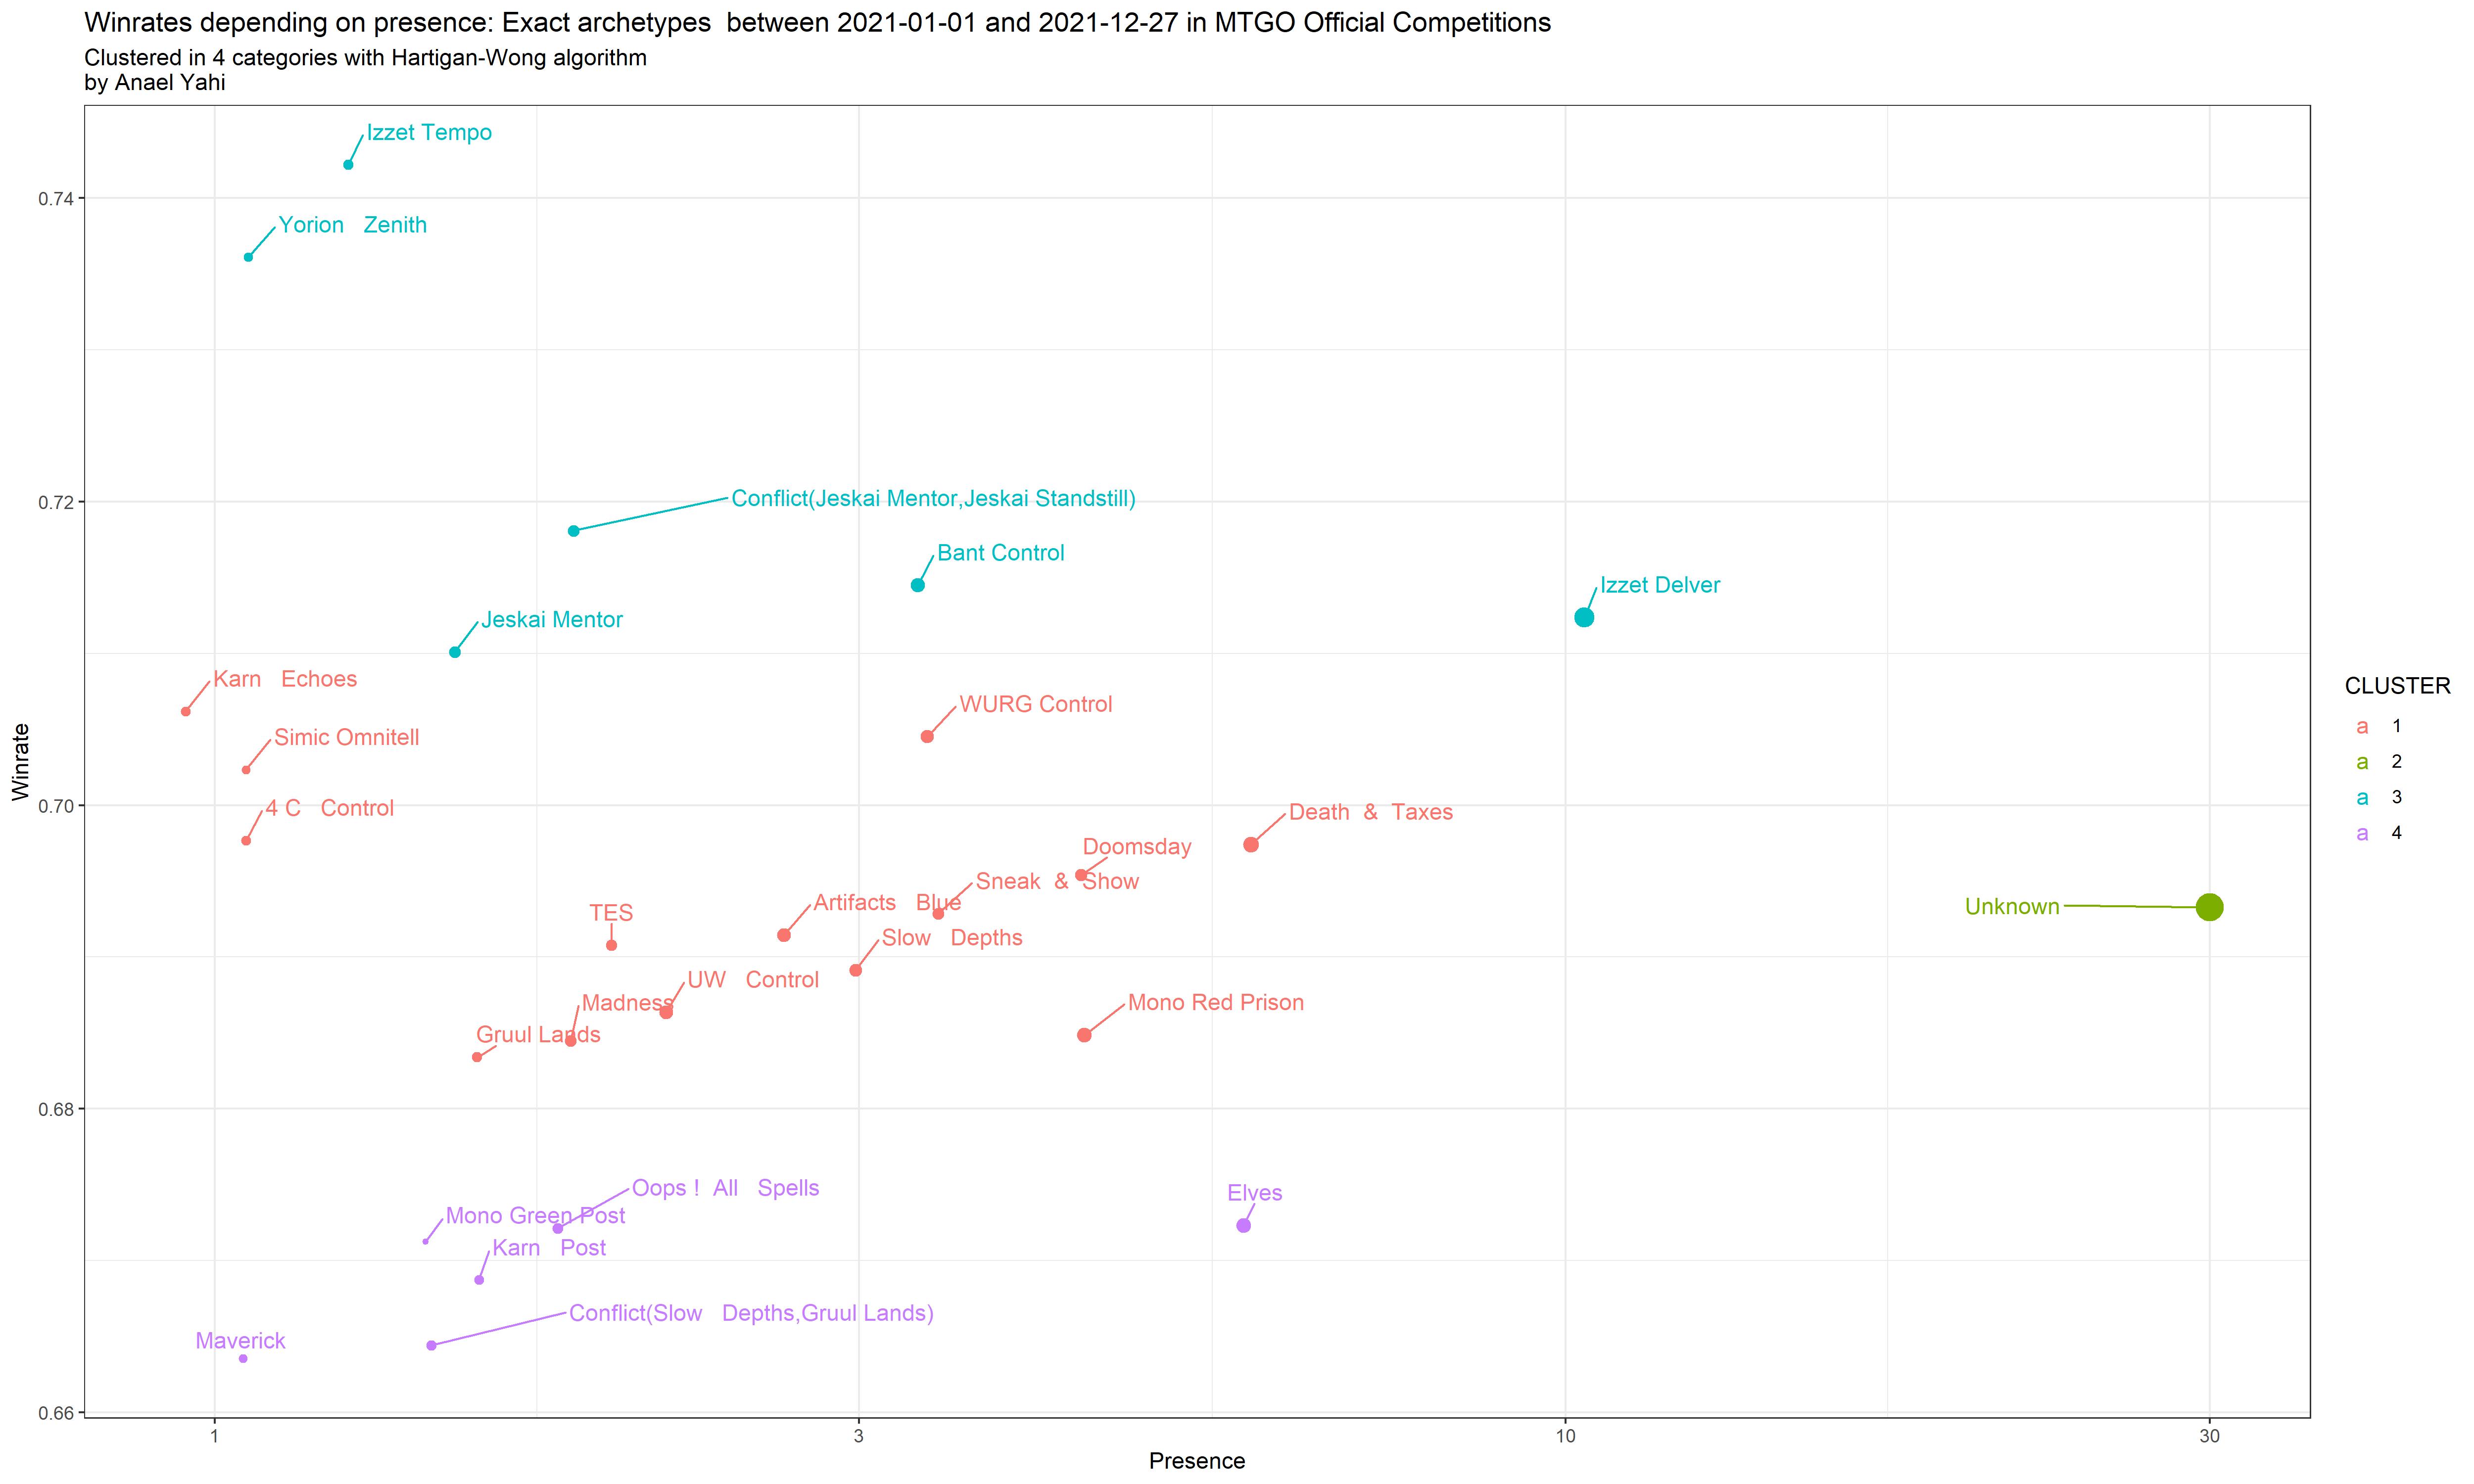 Winrates depending on presence: Exact archetypes  between 2021-01-01 and 2021-12-27 in MTGO Official Competitions
Clustered in 4 categories with Hartigan-Wong algorithm
by Anael Yahi
Izzet Tempo
0.74
Yorion   Zenith
0.72
Conflict(Jeskai Mentor,Jeskai Standstill)
Bant Control
Izzet Delver
Jeskai Mentor
Karn   Echoes
WURG Control
Simic Omnitell
Winrate
0.70
4 C   Control
Death  &  Taxes
Doomsday
Sneak  &  Show
Artifacts   Blue
Unknown
TES
Slow   Depths
UW   Control
Madness
Mono Red Prison
Gruul Lands
0.68
Oops !  All   Spells
Elves
Mono Green Post
Karn   Post
Conflict(Slow   Depths,Gruul Lands)
Maverick
0.66
1
3
10
30
Presence
CLUSTER
a 1
a 2
a 3
a 4